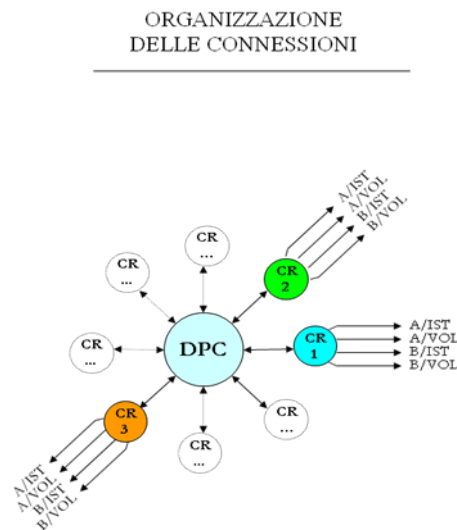 ORGANIZZAZIONE
DELLE CONNESSIONI
A/IST
A/VOL
B/IST
B/VOL
CR
...
CR
...
CR
2
CR
...
DPC
CR
1
A/IST
A/VOL
B/IST
B/VOL
CR
3
CR
...
CR
...
A/IST
A/VOL
B/IST
B/VOL